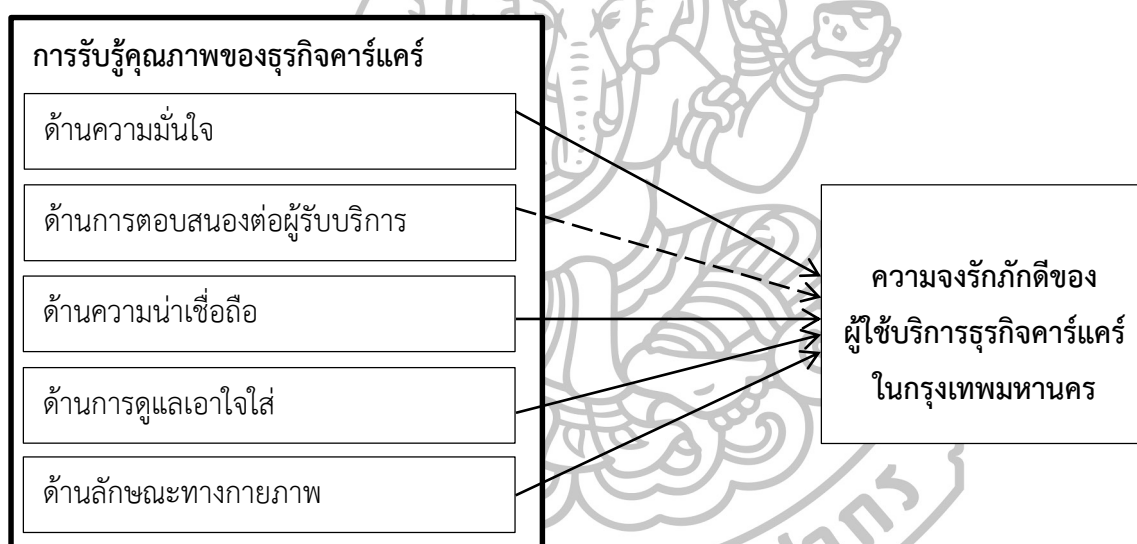 การรับรู้คุณภาพของธุรกิจคาร์แคร์
ด้านความมั่นใจ
ด้านการตอบสนองต่อผู้รับบริการ
ด้านความน่าเชื่อถือ
ด้านการดูแลเอาใจใส่
ด้านลักษณะทางกายภาพ
ความจงรักภักดีของ
ผู้ใช้บริการธุรกิจคาร์แคร์
ในกรุงเทพมหานคร